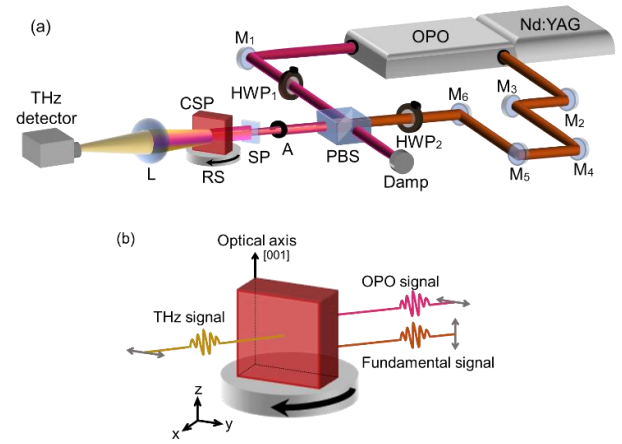 (a)
OPO
Nd:YAG
M₁
HWP₁
THz
detector
CSP
M₆
M₃
M₂
L
RS
SP
A
PBS
HWP₂
M₅
M₄
Damp
(b)
Optical axis
[001]
OPO signal
THz signal
Fundamental signal
z
x
y